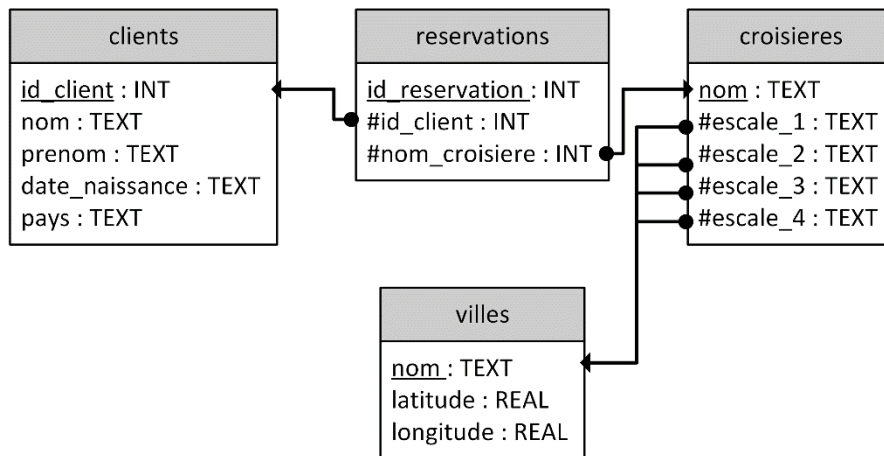 clients
id_client : INT
nom : TEXT
prenom : TEXT
date_naissance : TEXT
pays : TEXT
reservations
id_reservation : INT
#id_client : INT
#nom_croisiere : INT
croisieres
nom : TEXT
#escale_1 : TEXT
#escale_2 : TEXT
#escale_3 : TEXT
#escale_4 : TEXT
villes
nom : TEXT
latitude : REAL
longitude : REAL